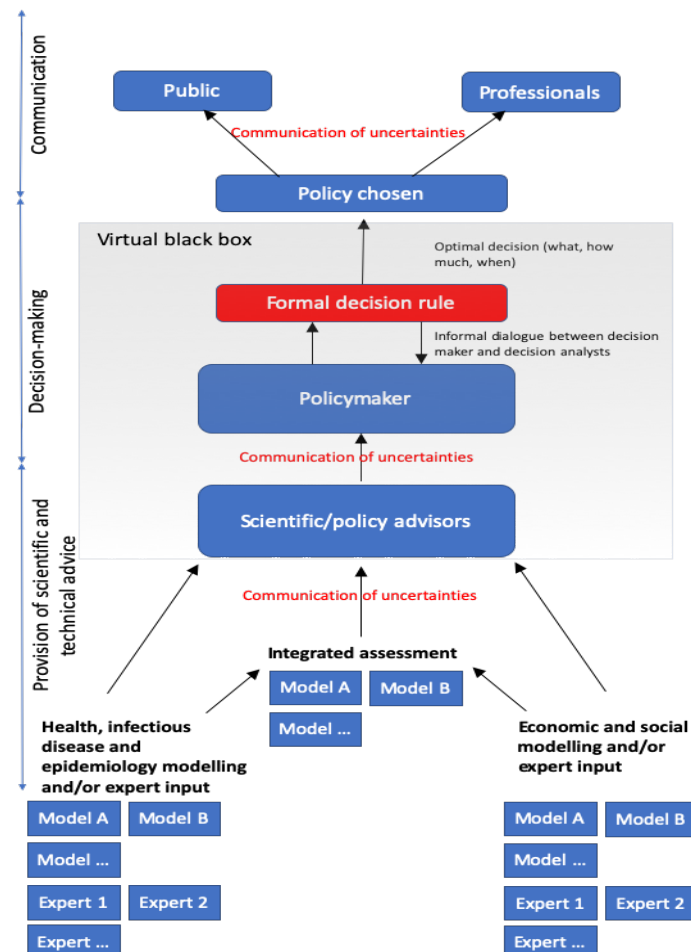 Communication
Public
Professionals
Communication of uncertainties
Policy chosen
Decision-making
Virtual black box
Optimal decision (what, how
much, when)
Formal decision rule
Informal dialogue between decision
maker and decision analysts
Policymaker
Communication of uncertainties
Provision of scientific and
technical advice
Scientific/policy advisors
Communication of uncertainties
Integrated assessment
Model A
Model B
Model ...
Health, infectious
disease and
epidemiology modelling
and/or expert input
Model A
Model B
Model ...
Expert 1
Expert 2
Expert ...
Economic and social
modelling and/or
expert input
Model A
Model B
Model ...
Expert 1
Expert 2
Expert ...